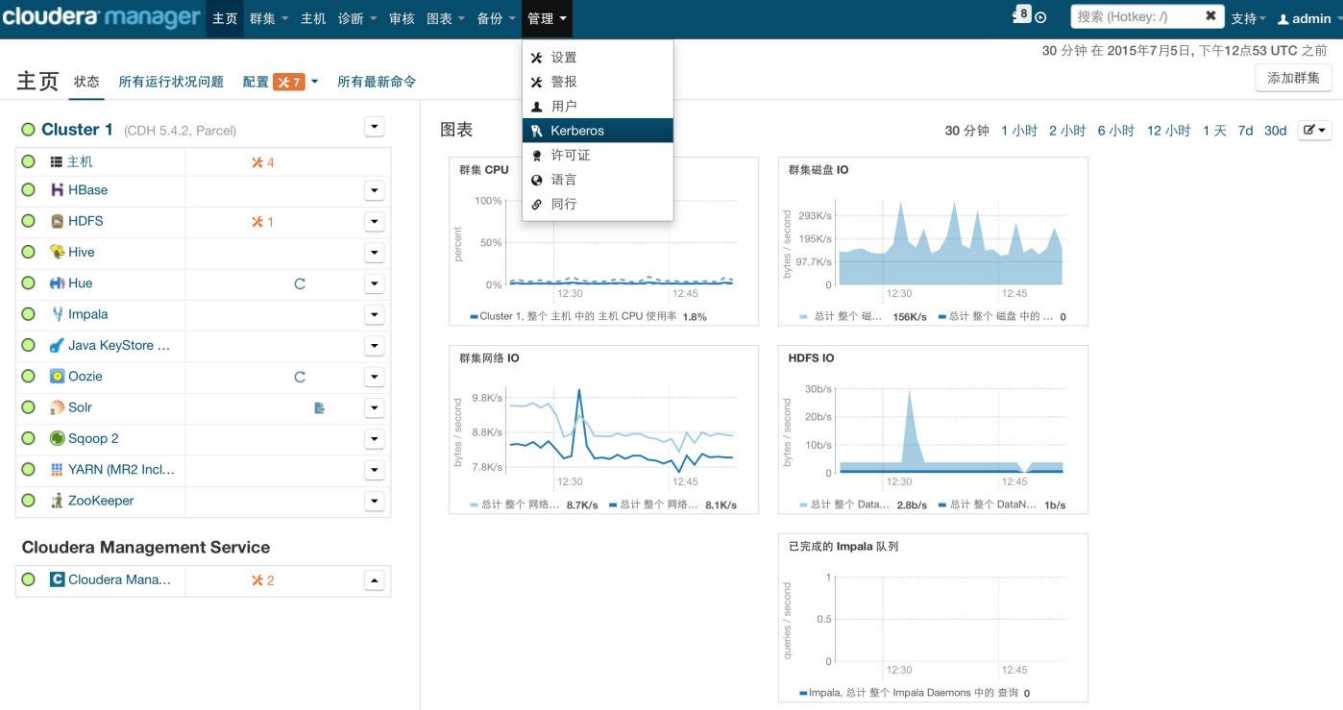 cloudera manager 主页 群集 主机 诊断 审核 图表 备份 管理 8 搜索 (Hotkey: /) 支持 admin
30 分钟 在 2015年7月5日, 下午12点53 UTC 之前
主页 状态 所有运行状况问题 配置 7 所有最新命令
添加群集
设置
警报
用户
Kerberos
许可证
语言
同行
Cluster 1 (CDH 5.4.2, Parcel)
主机 4
HBase
HDFS 1
Hive
Hue
Impala
Java KeyStore ...
Oozie
Solr
Sqoop 2
YARN (MR2 Incl...
ZooKeeper
Cloudera Management Service
Cloudera Mana... 2
图表
30 分钟 1 小时 2 小时 6 小时 12 小时 1 天 7d 30d
群集 CPU
percent
100%
50%
0%
12:30 12:45
Cluster 1, 整个 主机 中的 主机 CPU 使用率 1.8%
群集磁盘 IO
bytes / second
293K/s
195K/s
97.7K/s
0
12:30 12:45
总计 整个 磁... 156K/s 总计 整个 磁盘 中的 ... 0
群集网络 IO
bytes / second
9.8K/s
8.8K/s
7.8K/s
12:30 12:45
总计 整个 网络... 8.7K/s 总计 整个 网络... 8.1K/s
HDFS IO
bytes / second
30b/s
20b/s
10b/s
0
12:30 12:45
总计 整个 Data... 2.8b/s 总计 整个 DataN... 1b/s
已完成的 Impala 队列
queries / second
1
0.5
0
12:30 12:45
Impala, 总计 整个 Impala Daemons 中的 查询 0